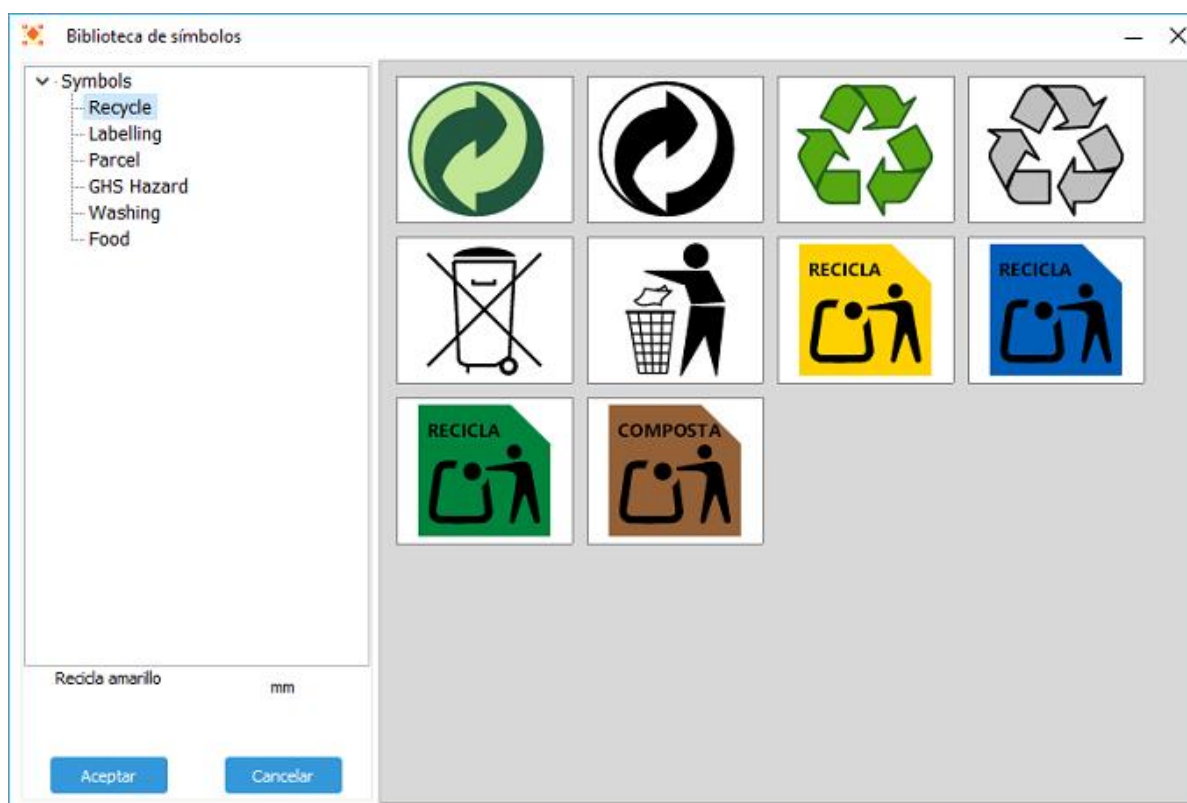 Biblioteca de símbolos
Symbols
Recycle
Labelling
Parcel
GHS Hazard
Washing
Food
RECICLA
RECICLA
RECICLA
COMPOSTA
Recicla amarillo
mm
Aceptar
Cancelar